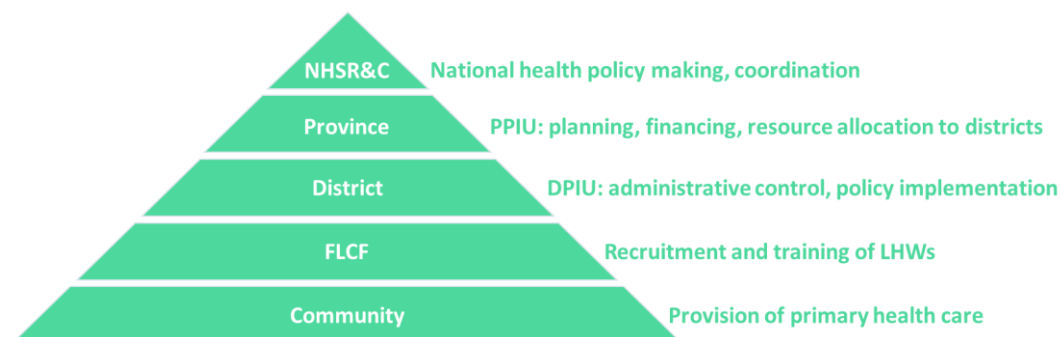 NHSR&C National health policy making, coordination
Province PPIU: planning, financing, resource allocation to districts
District DPIU: administrative control, policy implementation
FLCF Recruitment and training of LHWs
Community Provision of primary health care